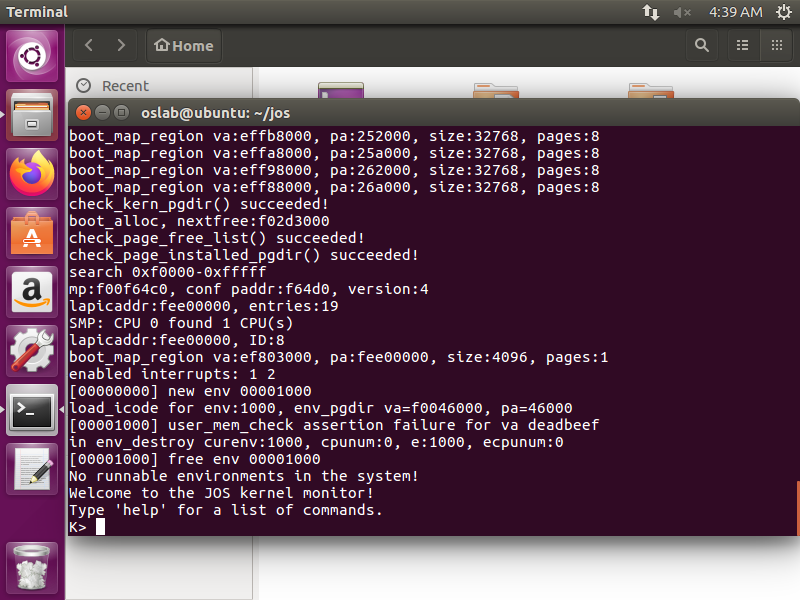 Terminal
4:39 AM
Home
Recent
oslab@ubuntu: ~/jos
boot_map_region va:effb8000, pa:252000, size:32768, pages:8
boot_map_region va:effa8000, pa:25a000, size:32768, pages:8
boot_map_region va:eff98000, pa:262000, size:32768, pages:8
boot_map_region va:eff88000, pa:26a000, size:32768, pages:8
check_kern_pgdir() succeeded!
boot_alloc, nextfree:f02d3000
check_page_free_list() succeeded!
check_page_installed_pgdir() succeeded!
search 0xf0000-0xfffff
mp:f00f64c0, conf paddr:f64d0, version:4
lapicaddr:fee00000, entries:19
SMP: CPU 0 found 1 CPU(s)
lapicaddr:fee00000, ID:8
boot_map_region va:ef803000, pa:fee00000, size:4096, pages:1
enabled interrupts: 1 2
[00000000] new env 00001000
load_icode for env:1000, env_pgdir va=f0046000, pa=46000
[00001000] user_mem_check assertion failure for va deadbeef
in env_destroy curenv:1000, cpunum:0, e:1000, ecpunum:0
[00001000] free env 00001000
No runnable environments in the system!
Welcome to the JOS kernel monitor!
Type 'help' for a list of commands.
K>